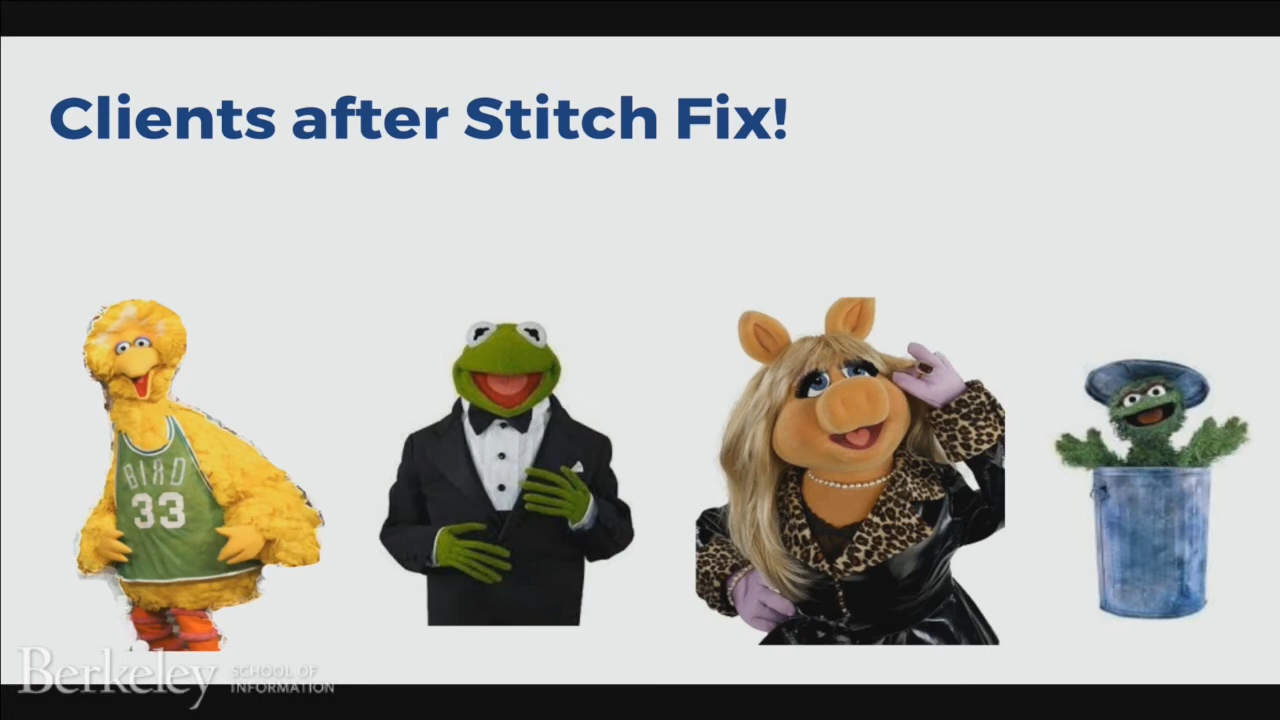 Clients after Stitch Fix!
BIRD
33
Berkeley SCHOOL OF
INFORMATION